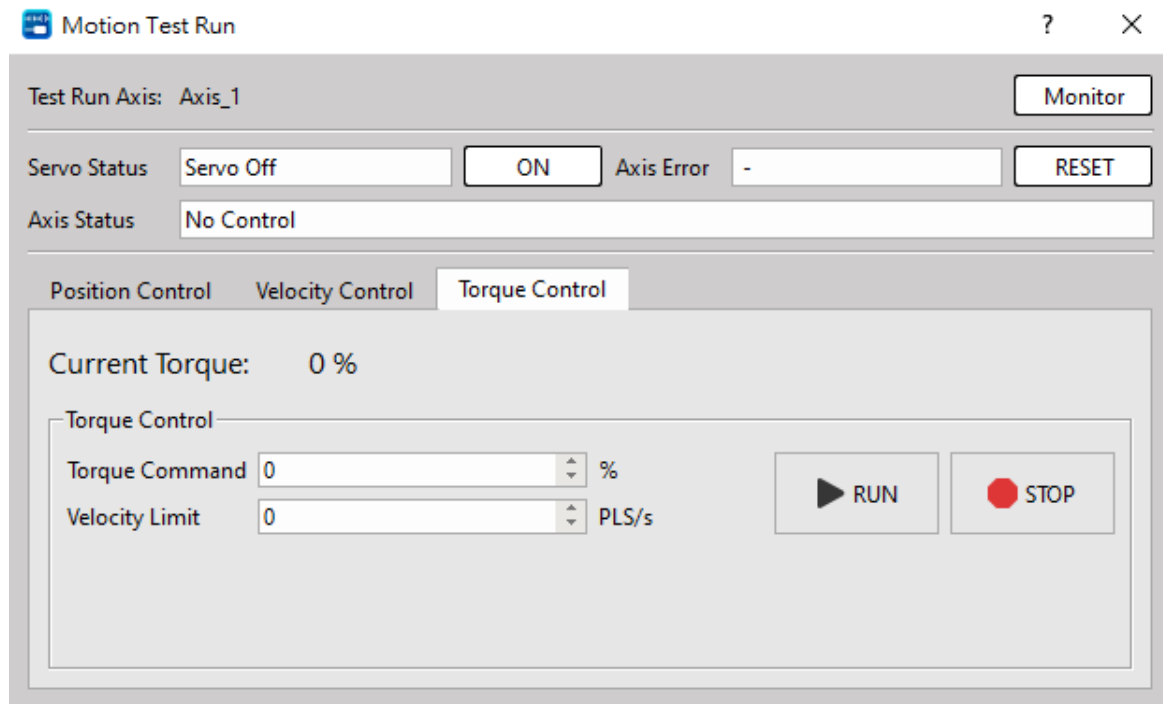 Motion Test Run ? ×
Test Run Axis: Axis_1 Monitor
Servo Status Servo Off ON Axis Error - RESET
Axis Status No Control
Position Control Velocity Control Torque Control
Current Torque: 0 %
Torque Control
Torque Command 0 %
Velocity Limit 0 PLS/s
RUN STOP